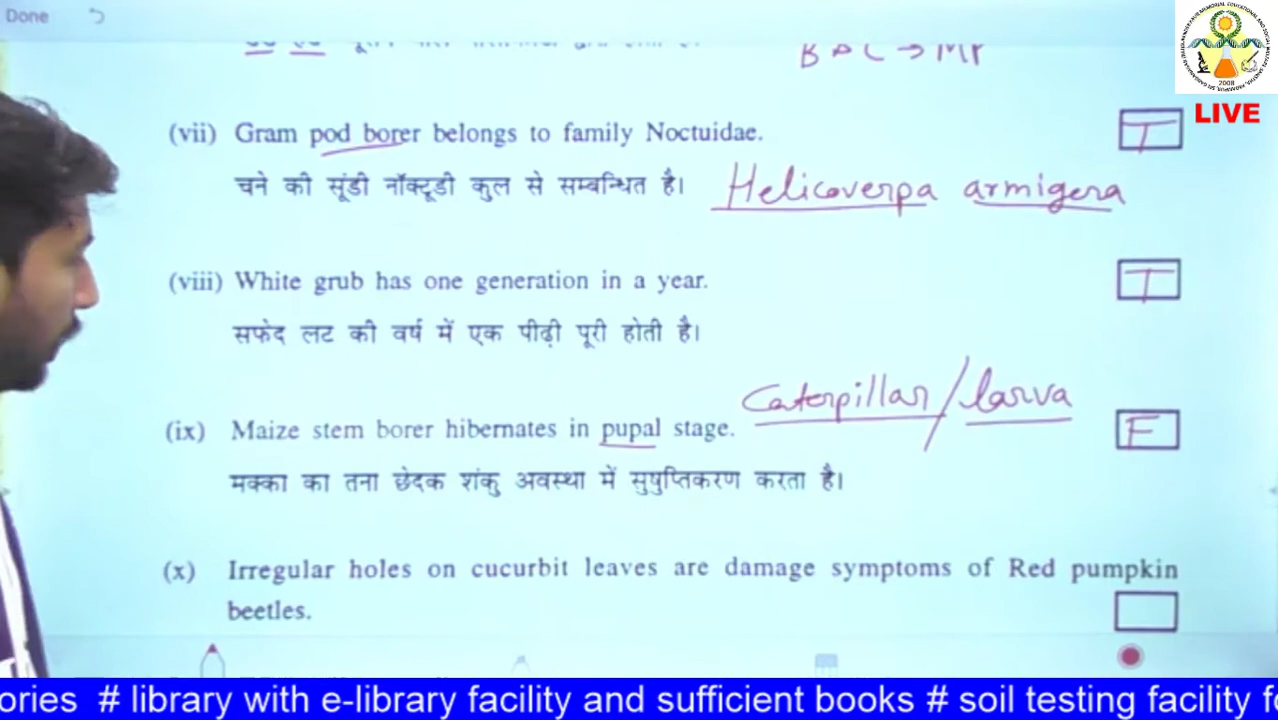 Done
B P C → MP
(vii) Gram pod borer belongs to family Noctuidae.
T
LIVE
चने की सूंडी नॉक्टूडी कुल से सम्बन्धित है। Helicoverpa armigera
(viii) White grub has one generation in a year.
T
सफेद लट की वर्ष में एक पीढ़ी पूरी होती है।
Caterpillar/larva
(ix) Maize stem borer hibernates in pupal stage.
F
मक्का का तना छेदक शंकु अवस्था में सुषुप्तिकरण करता है।
(x) Irregular holes on cucurbit leaves are damage symptoms of Red pumpkin
beetles.
2008
ories # library with e-library facility and sufficient books # soil testing facility fo